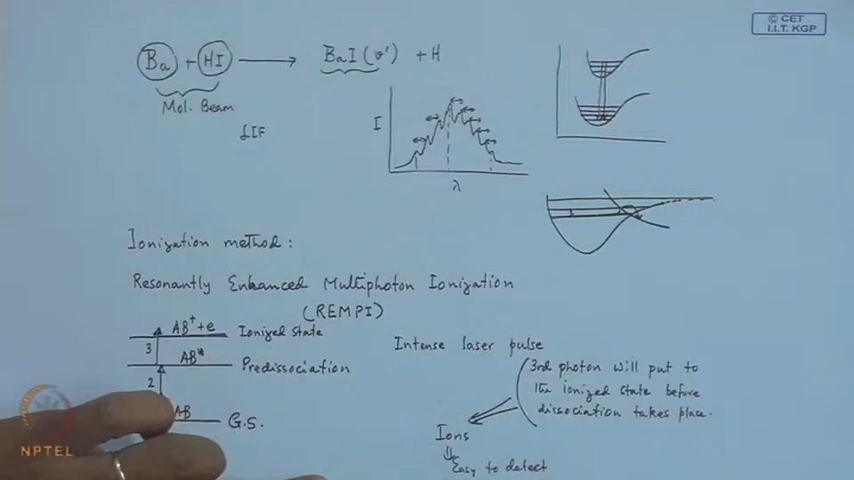 © CET
I.I.T. KGP
Ba + HI → BaI (v') + H
Mol. Beam
LIF
I
λ
Ionization method :
Resonantly Enhanced Multiphoton Ionization
(REMPI)
AB⁺ + e Ionized state
3
AB* Predissociation
2
AB G.S.
Intense laser pulse
3rd photon will put to
the ionized state before
dissociation takes place.
Ions
Easy to detect
NPTEL